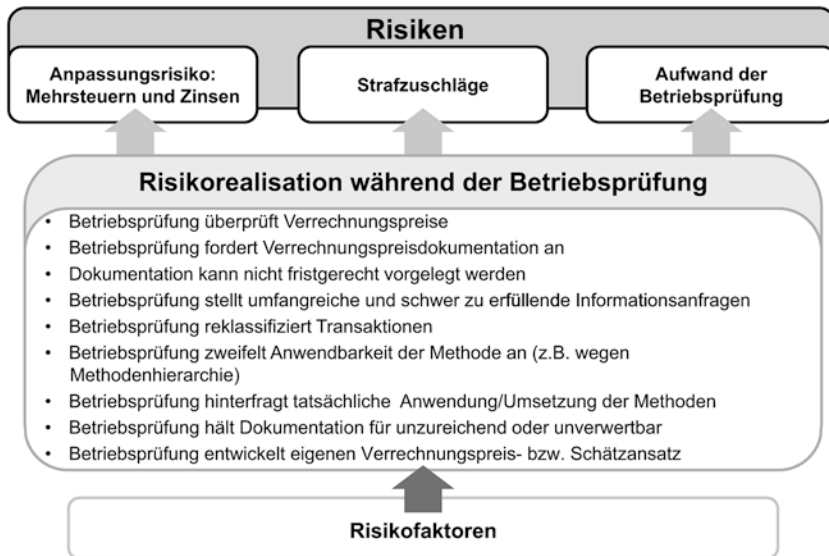 Risiken
Anpassungsrisiko:
Mehrsteuern und Zinsen
Strafzuschläge
Aufwand der
Betriebsprüfung
Risikorealisation während der Betriebsprüfung
• Betriebsprüfung überprüft Verrechnungspreise
• Betriebsprüfung fordert Verrechnungspreisdokumentation an
• Dokumentation kann nicht fristgerecht vorgelegt werden
• Betriebsprüfung stellt umfangreiche und schwer zu erfüllende Informationsanfragen
• Betriebsprüfung reklassifiziert Transaktionen
• Betriebsprüfung zweifelt Anwendbarkeit der Methode an (z.B. wegen
Methodenhierarchie)
• Betriebsprüfung hinterfragt tatsächliche Anwendung/Umsetzung der Methoden
• Betriebsprüfung hält Dokumentation für unzureichend oder unverwertbar
• Betriebsprüfung entwickelt eigenen Verrechnungspreis- bzw. Schätzansatz
Risikofaktoren